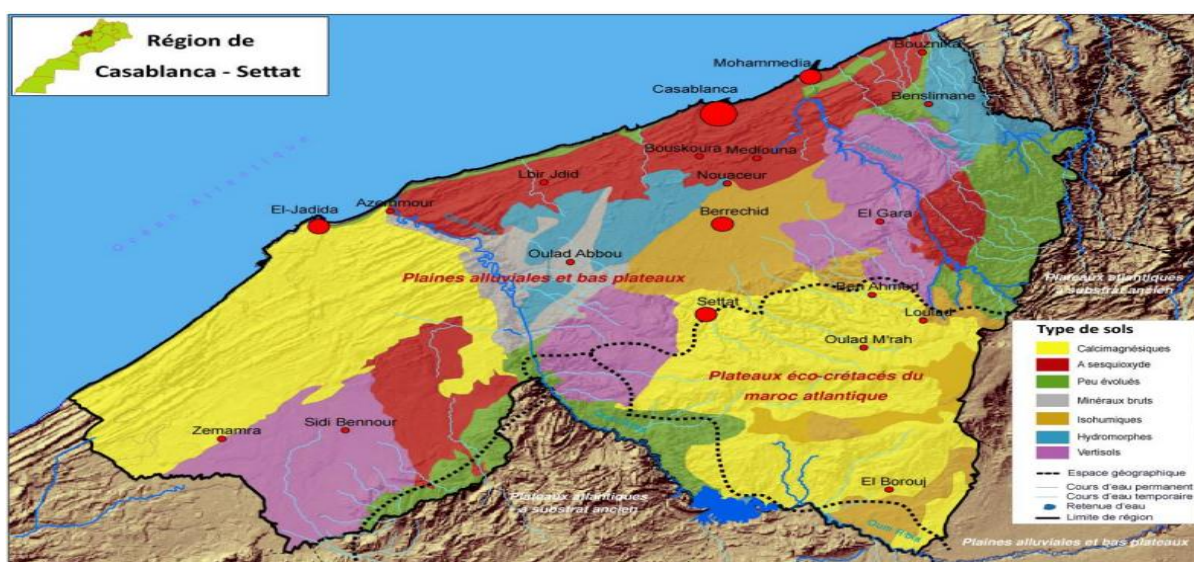 Région de
Casablanca - Settat
Océan Atlantique
Bouznika
Mohammedia
Casablanca
Benslimane
Bouskoura
Mediouna
Lbir Jdid
Nouaceur
Azemmour
El-Jadida
Berrechid
El Gara
Oulad Abbou
Plaines alluviales et bas plateaux
Plateaux atlantiques
à substrat ancien
Ben Ahmed
Settat
Loulad
Oulad M'rah
Plateaux éco-crétacés du
maroc atlantique
Sidi Bennour
Zemamra
El Borouj
Plateaux atlantiques
à substrat ancien
Oum R'bia
Plaines alluviales et bas plateaux
Type de sols
Calcimagnésiques
A sesquioxyde
Peu évolués
Minéraux bruts
Isohumiques
Hydromorphes
Vertisols
Espace géographique
Cours d'eau permanent
Cours d'eau temporaire
Retenue d'eau
Limite de région